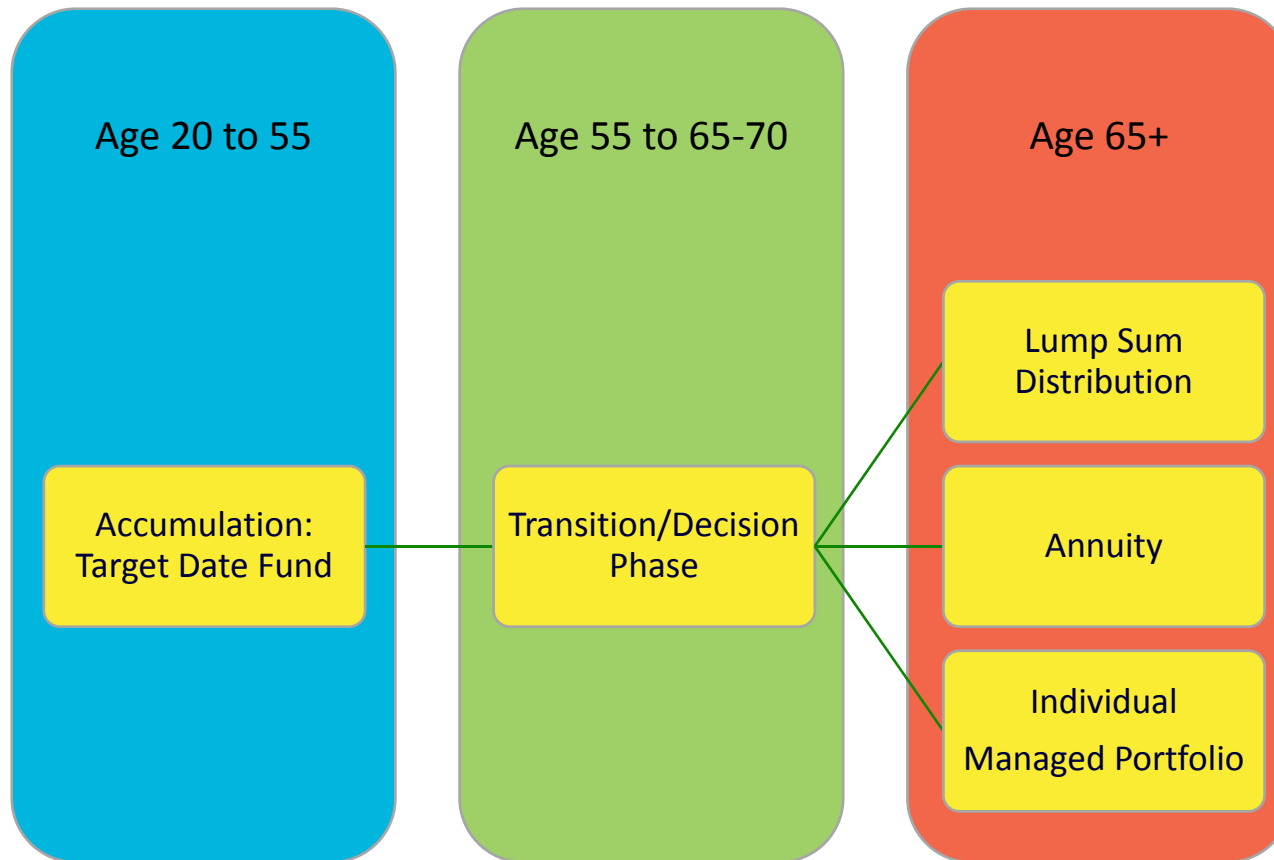 Age 20 to 55
Age 55 to 65-70
Age 65+
Accumulation:
Target Date Fund
Transition/Decision
Phase
Lump Sum
Distribution
Annuity
Individual
Managed Portfolio